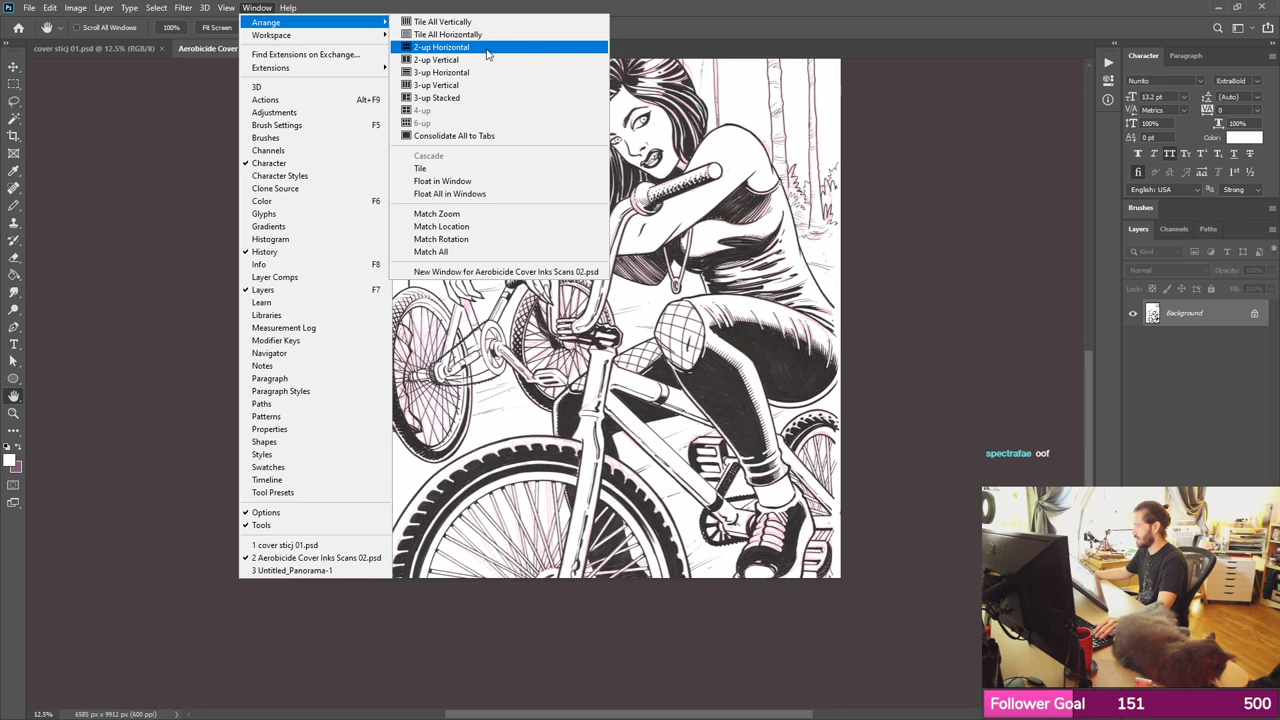 File Edit Image Layer Type Select Filter 3D View Window Help
Scroll All Windows 100% Fit Screen
cover sticj 01.psd @ 12.5% (RGB/8) × Aerobicide Cover
Arrange
Workspace
Find Extensions on Exchange...
Extensions
3D
Actions Alt+F9
Adjustments
Brush Settings F5
Brushes
Channels
Character
Character Styles
Clone Source
Color F6
Glyphs
Gradients
Histogram
History
Info F8
Layer Comps
Layers F7
Learn
Libraries
Measurement Log
Modifier Keys
Navigator
Notes
Paragraph
Paragraph Styles
Paths
Patterns
Properties
Shapes
Styles
Swatches
Timeline
Tool Presets
Options
Tools
1 cover sticj 01.psd
2 Aerobicide Cover Inks Scans 02.psd
3 Untitled_Panorama-1
Tile All Vertically
Tile All Horizontally
2-up Horizontal
2-up Vertical
3-up Horizontal
3-up Vertical
3-up Stacked
4-up
6-up
Consolidate All to Tabs
Cascade
Tile
Float in Window
Float All in Windows
Match Zoom
Match Location
Match Rotation
Match All
New Window for Aerobicide Cover Inks Scans 02.psd
Character Paragraph
Nunito ExtraBold
13.2 pt (Auto)
Metrics 0
100% 100%
0 pt Color:
English: USA Strong
Brushes
Layers Channels Paths
Kind
Normal Opacity: 100%
Lock: Fill: 100%
Background
spectrafae oof
Follower Goal 151 500
12.5% 6585 px x 9912 px (600 ppi)